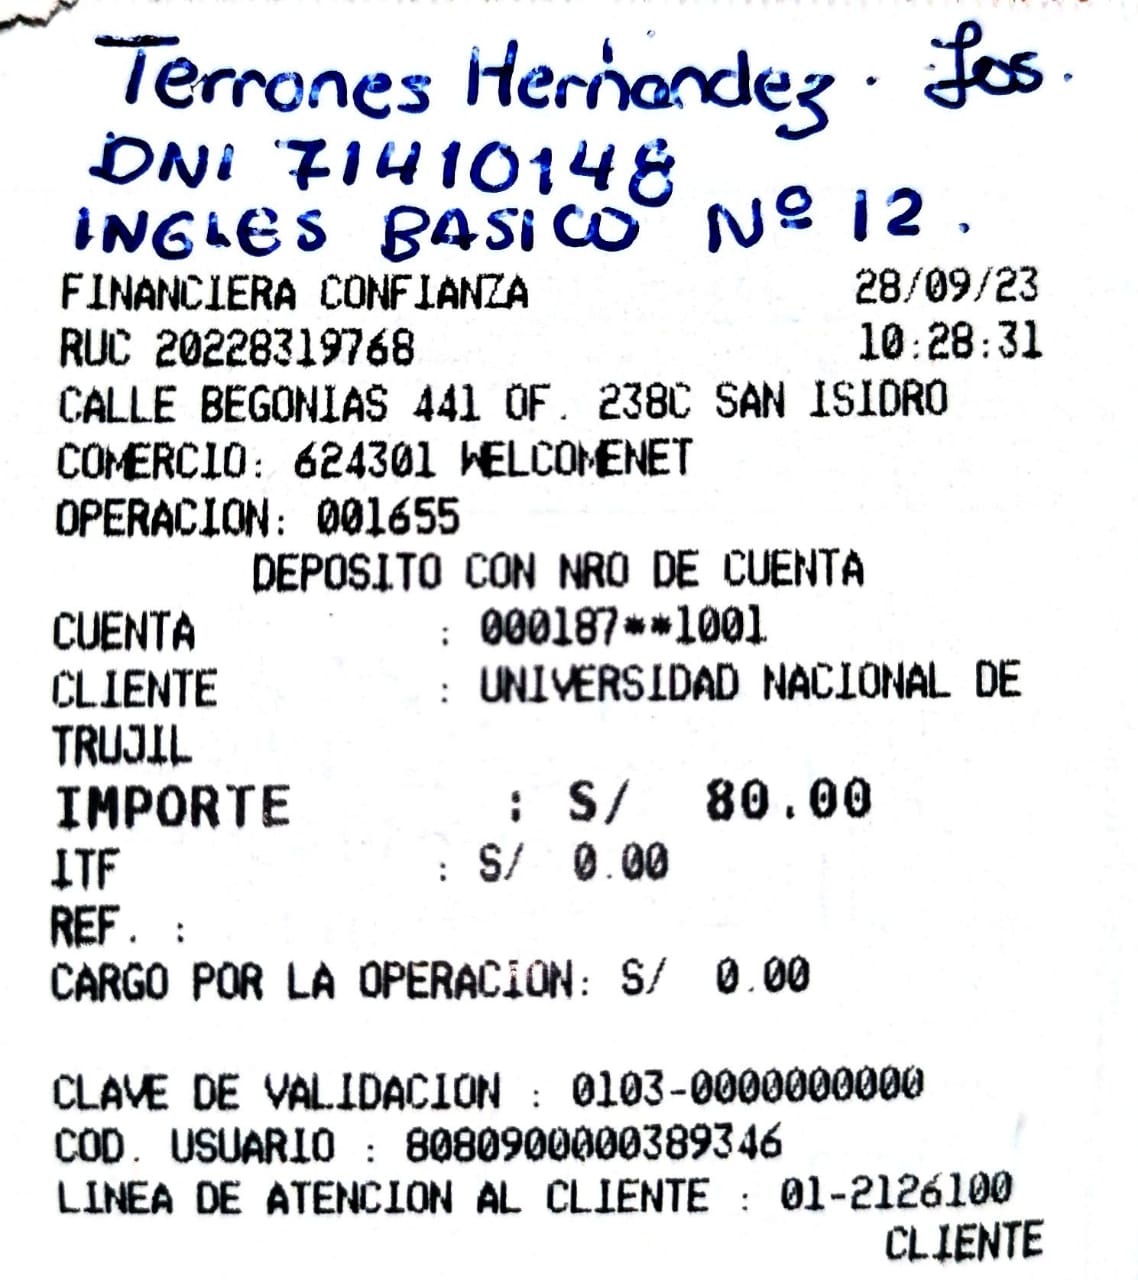 Terrones Hernandez. Jos.
DNI 71410148
INGLES BASICO Nº 12.
FINANCIERA CONFIANZA 28/09/23
RUC 20228319768 10:28:31
CALLE BEGONIAS 441 OF. 238C SAN ISIDRO
COMERCIO: 624301 WELCOMENET
OPERACION: 001655
DEPOSITO CON NRO DE CUENTA
CUENTA : 000187**1001
CLIENTE : UNIVERSIDAD NACIONAL DE
TRUJIL
IMPORTE : S/ 80.00
ITF : S/ 0.00
REF. :
CARGO POR LA OPERACION: S/ 0.00
CLAVE DE VALIDACION : 0103-0000000000
COD. USUARIO : 8080900000389346
LINEA DE ATENCION AL CLIENTE : 01-2126100
CLIENTE